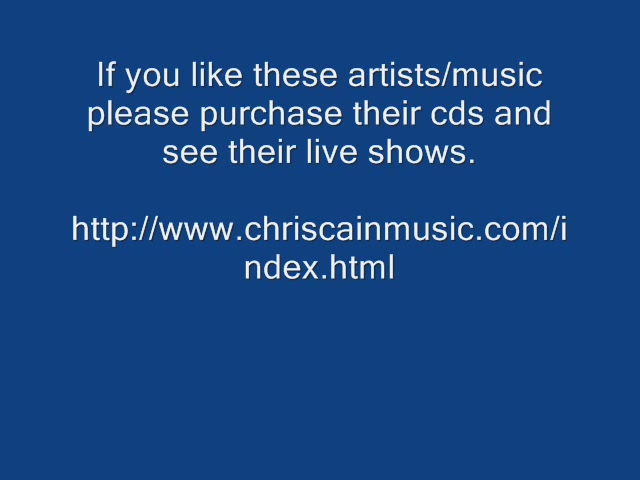 If you like these artists/music
please purchase their cds and
see their live shows.
http://www.chriscainmusic.com/i
ndex.html